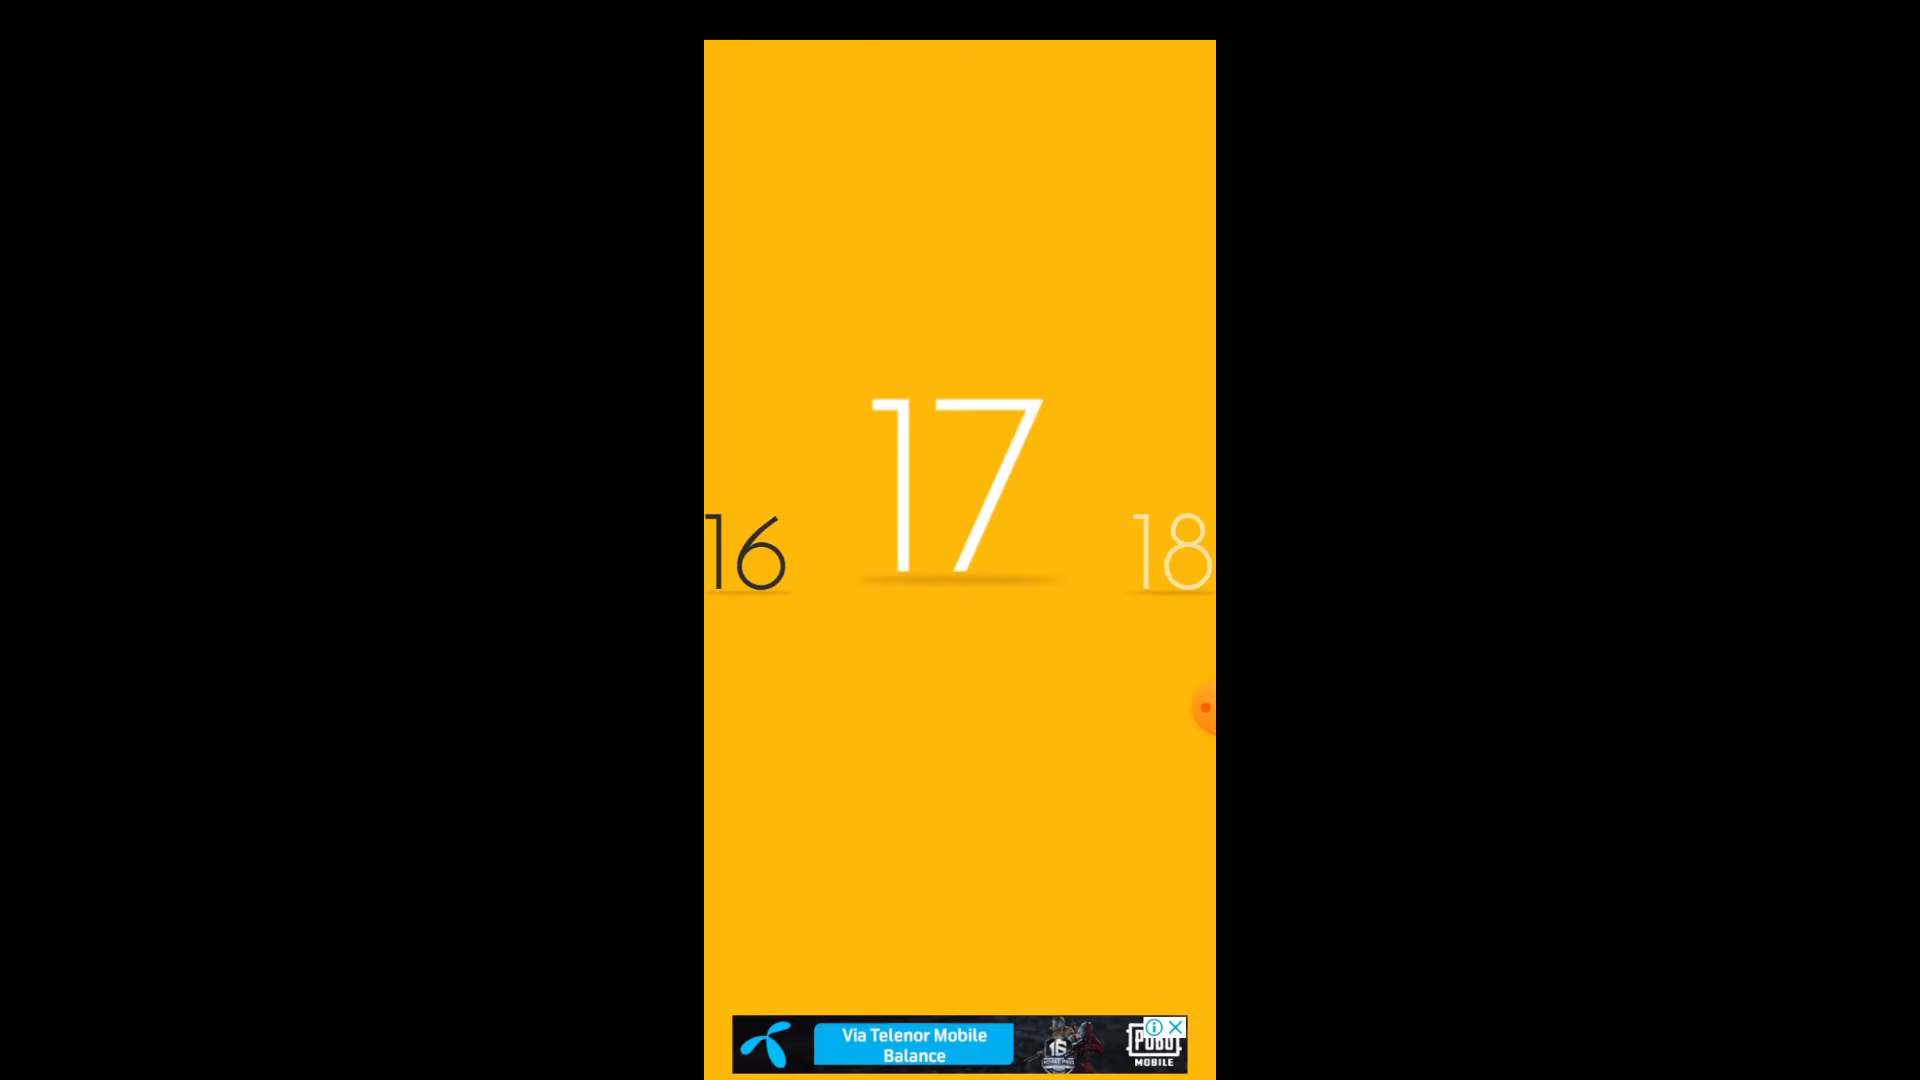 17
16
18
Via Telenor Mobile
Balance
PUBG
MOBILE